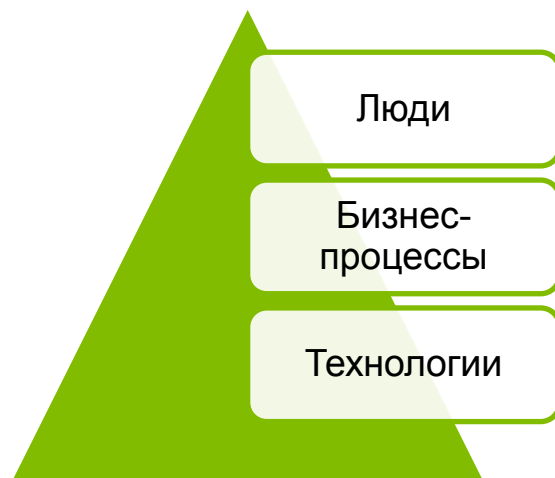 Люди
Бизнес-
процессы
Технологии